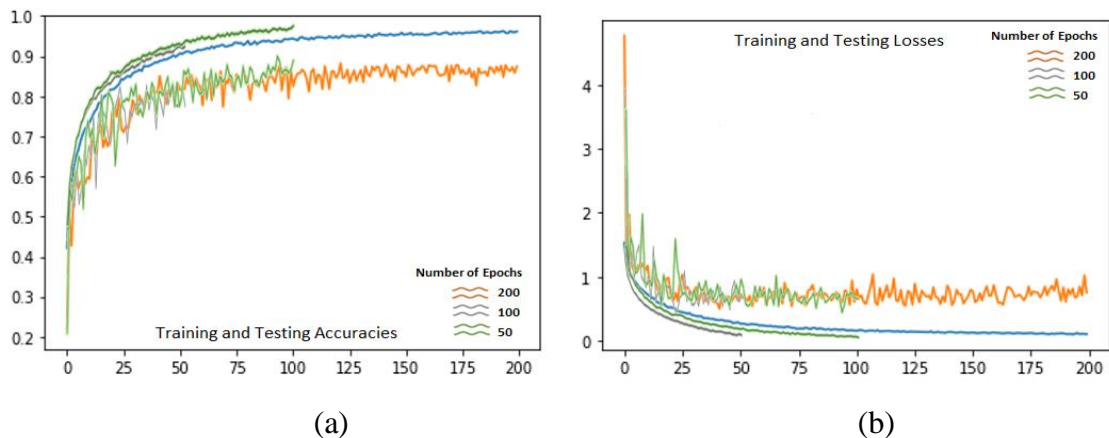 1.0
0.9
0.8
0.7
0.6
0.5
0.4
0.3
0.2
0 25 50 75 100 125 150 175 200
Number of Epochs
200
100
50
Training and Testing Accuracies
(a)
Training and Testing Losses
Number of Epochs
200
100
50
4
3
2
1
0
0 25 50 75 100 125 150 175 200
(b)